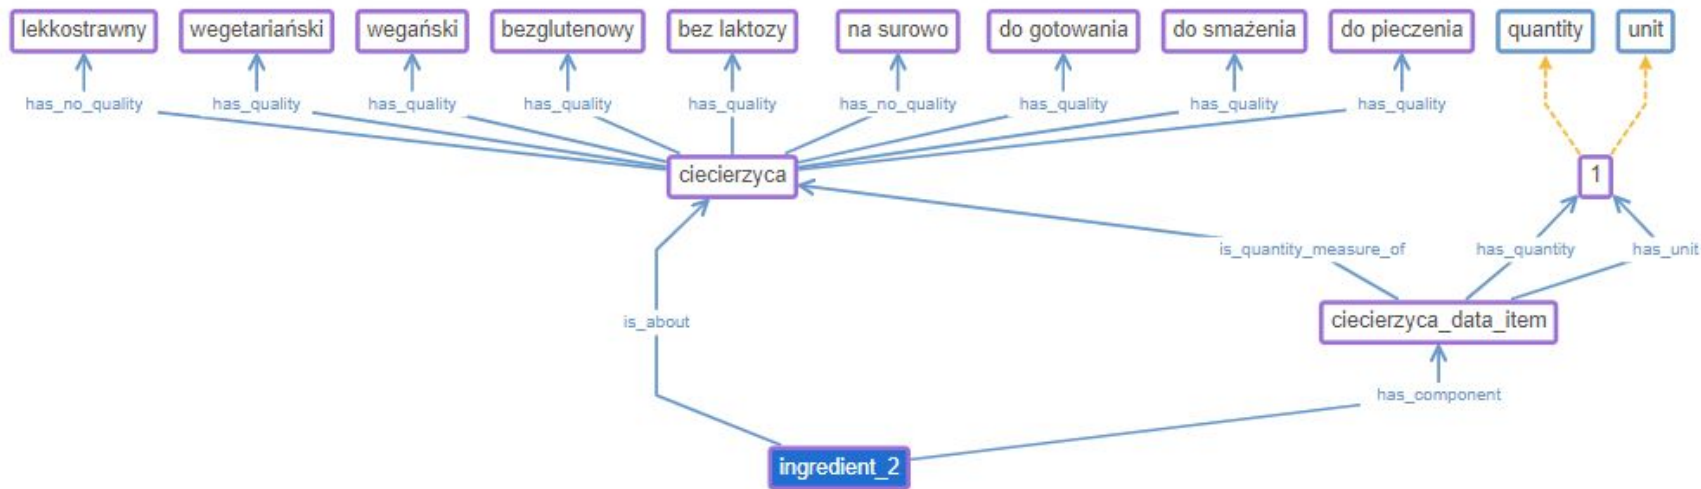 lekkostrawny wegetariański wegański bezglutenowy bez laktozy na surowo do gotowania do smażenia do pieczenia quantity unit
has_no_quality has_quality has_quality has_quality has_quality has_no_quality has_quality has_quality has_quality
ciecierzyca 1
is_quantity_measure_of has_quantity has_unit
is_about ciecierzyca_data_item
has_component
ingredient_2